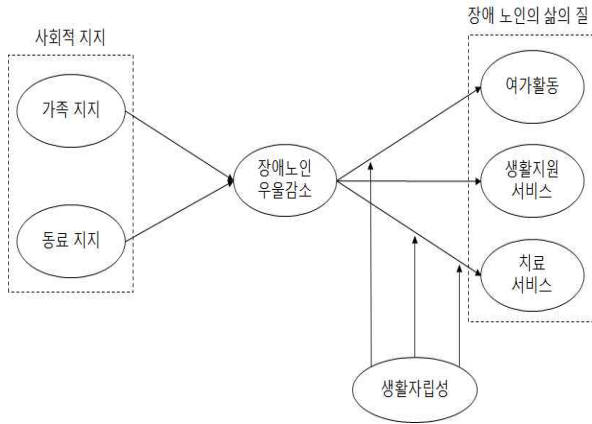 사회적 지지
장애 노인의 삶의 질
가족 지지
동료 지지
장애노인
우울감소
여가활동
생활지원
서비스
치료
서비스
생활자립성